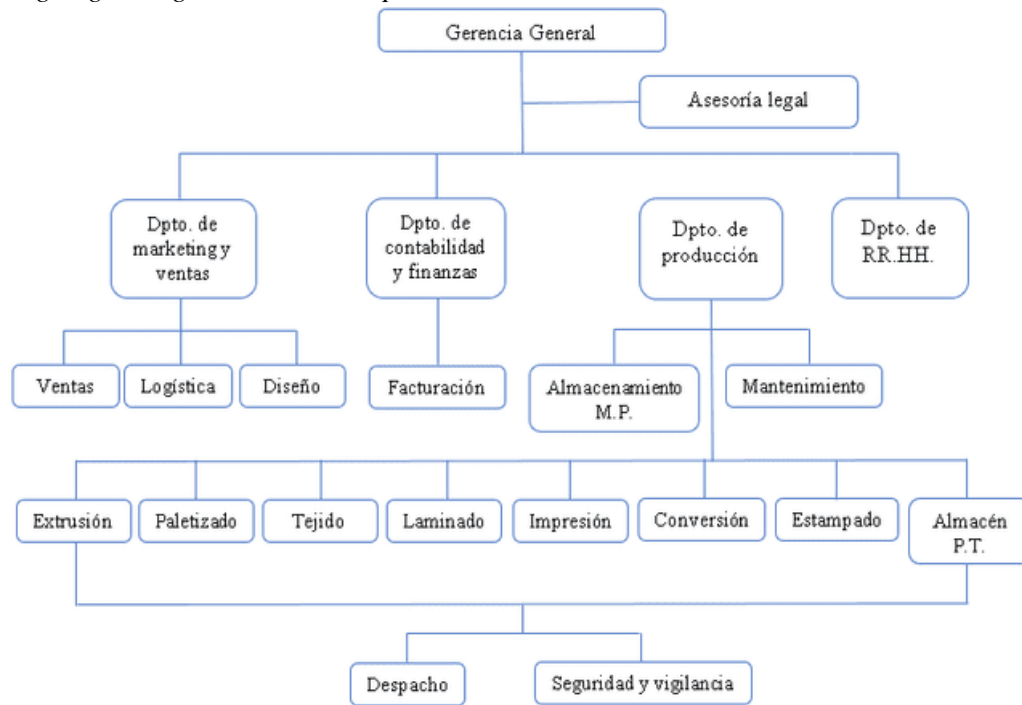 Gerencia General
Asesoría legal
Dpto. de
marketing y
ventas
Dpto. de
contabilidad
y finanzas
Dpto. de
producción
Dpto. de
RR.HH.
Ventas
Logística
Diseño
Facturación
Almacenamiento
M.P.
Mantenimiento
Extrusión
Paletizado
Tejido
Laminado
Impresión
Conversión
Estampado
Almacén
P.T.
Despacho
Seguridad y vigilancia